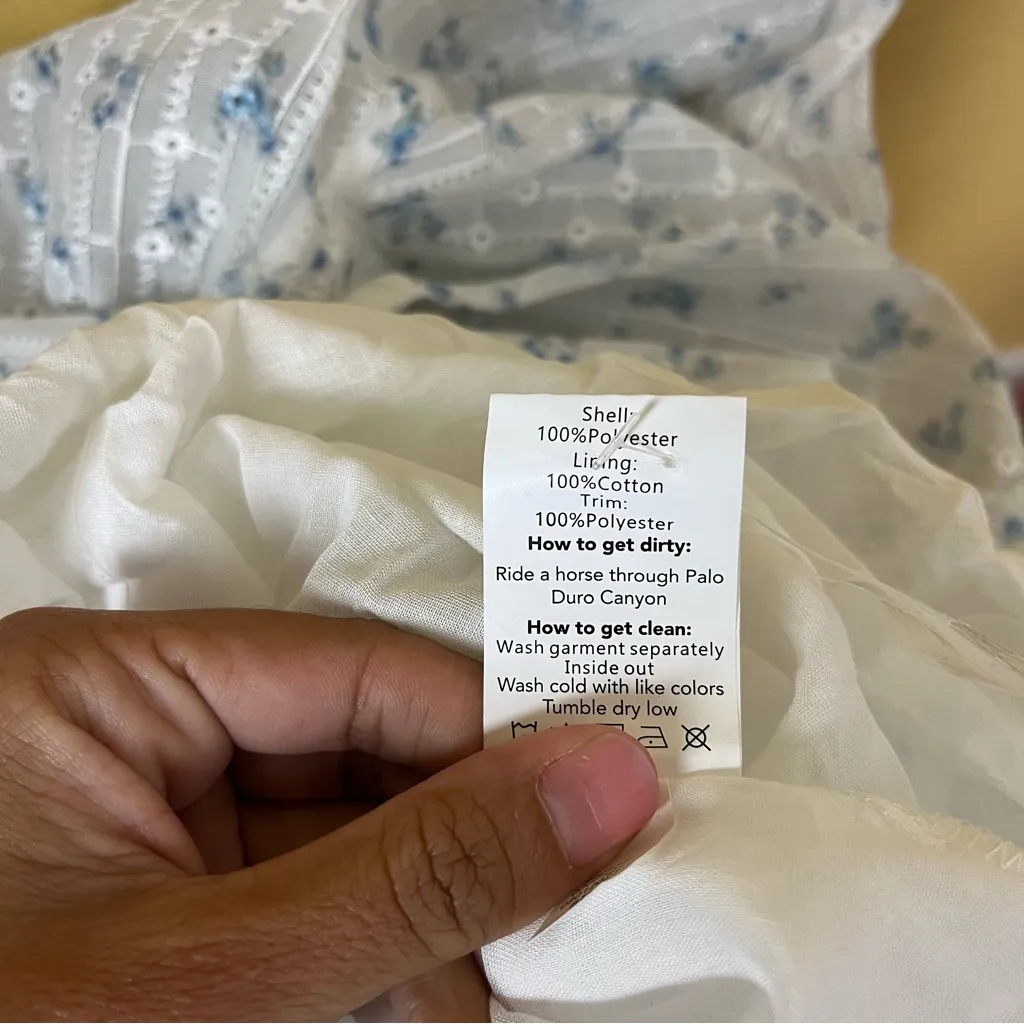 Shell:
100%Polyester
Lining:
100%Cotton
Trim:
100%Polyester
How to get dirty:
Ride a horse through Palo
Duro Canyon
How to get clean:
Wash garment separately
Inside out
Wash cold with like colors
Tumble dry low